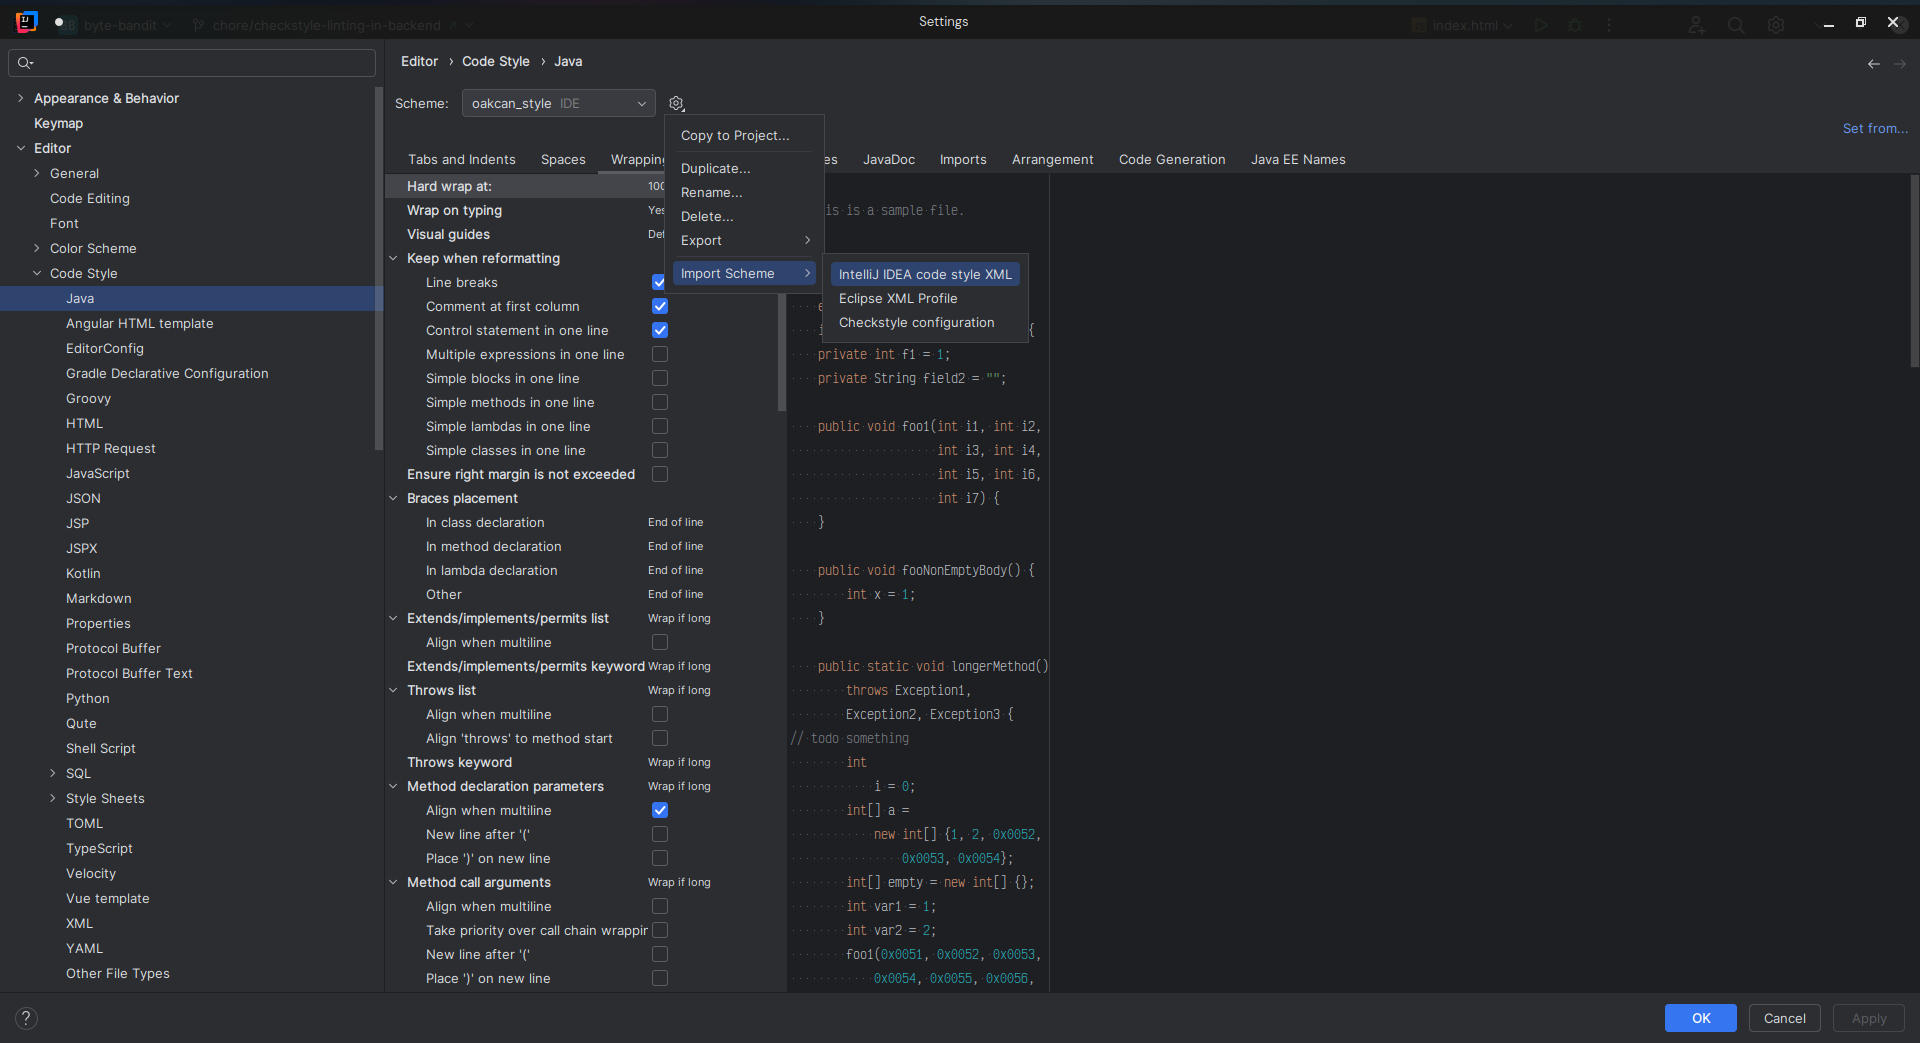 byte-bandit
chore/checkstyle-linting-in-backend
Settings
index.html
Editor › Code Style › Java
Scheme: oakcan_style IDE
Set from...
Appearance & Behavior
Keymap
Editor
General
Code Editing
Font
Color Scheme
Code Style
Java
Angular HTML template
EditorConfig
Gradle Declarative Configuration
Groovy
HTML
HTTP Request
JavaScript
JSON
JSP
JSPX
Kotlin
Markdown
Properties
Protocol Buffer
Protocol Buffer Text
Python
Qute
Shell Script
SQL
Style Sheets
TOML
TypeScript
Velocity
Vue template
XML
YAML
Other File Types
Tabs and Indents Spaces Wrapping es JavaDoc Imports Arrangement Code Generation Java EE Names
Copy to Project...
Duplicate...
Rename...
Delete...
Export
Import Scheme
IntelliJ IDEA code style XML
Eclipse XML Profile
Checkstyle configuration
Hard wrap at: 100
Wrap on typing Yes
Visual guides Def
Keep when reformatting
Line breaks
Comment at first column
Control statement in one line
Multiple expressions in one line
Simple blocks in one line
Simple methods in one line
Simple lambdas in one line
Simple classes in one line
Ensure right margin is not exceeded
Braces placement
In class declaration End of line
In method declaration End of line
In lambda declaration End of line
Other End of line
Extends/implements/permits list Wrap if long
Align when multiline
Extends/implements/permits keyword Wrap if long
Throws list Wrap if long
Align when multiline
Align 'throws' to method start
Throws keyword Wrap if long
Method declaration parameters Wrap if long
Align when multiline
New line after '('
Place ')' on new line
Method call arguments Wrap if long
Align when multiline
Take priority over call chain wrappin
New line after '('
Place ')' on new line
is is a sample file.
{
private int f1 = 1;
private String field2 = "";
public void foo1(int i1, int i2,
int i3, int i4,
int i5, int i6,
int i7) {
}
public void fooNonEmptyBody() {
int x = 1;
}
public static void longerMethod()
throws Exception1,
Exception2, Exception3 {
// todo something
int
i = 0;
int[] a =
new int[] {1, 2, 0x0052,
0x0053, 0x0054};
int[] empty = new int[] {};
int var1 = 1;
int var2 = 2;
foo1(0x0051, 0x0052, 0x0053,
0x0054, 0x0055, 0x0056,
?
OK
Cancel
Apply